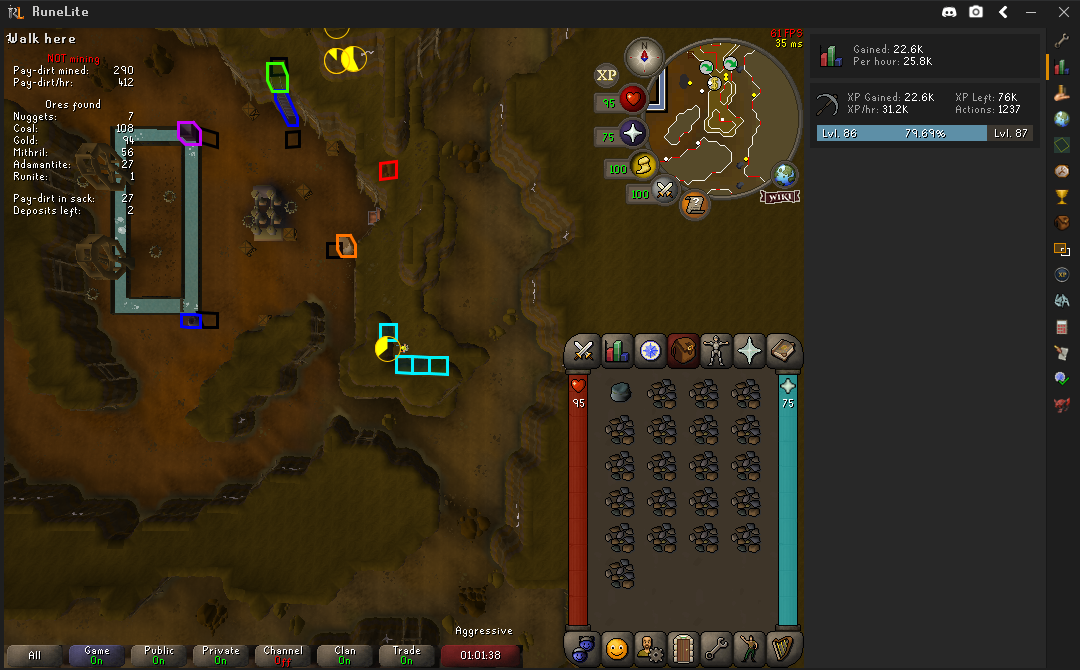 RuneLite
Walk here
NOT mining
Pay-dirt mined: 290
Pay-dirt/hr: 412
Ores found
Nuggets: 7
Coal: 108
Gold: 94
Mithril: 56
Adamantite: 27
Runite: 1
Pay-dirt in sack: 27
Deposits left: 2
61 FPS
35 ms
N
XP
95
75
100
100
WIKI
Gained: 22.6K
Per hour: 25.8K
XP Gained: 22.6K XP Left: 76K
XP/hr: 31.2K Actions: 1237
Lvl. 86 79.69% Lvl. 87
XP
95
75
Aggressive
All
Game
On
Public
On
Private
On
Channel
Off
Clan
On
Trade
On
01:01:38